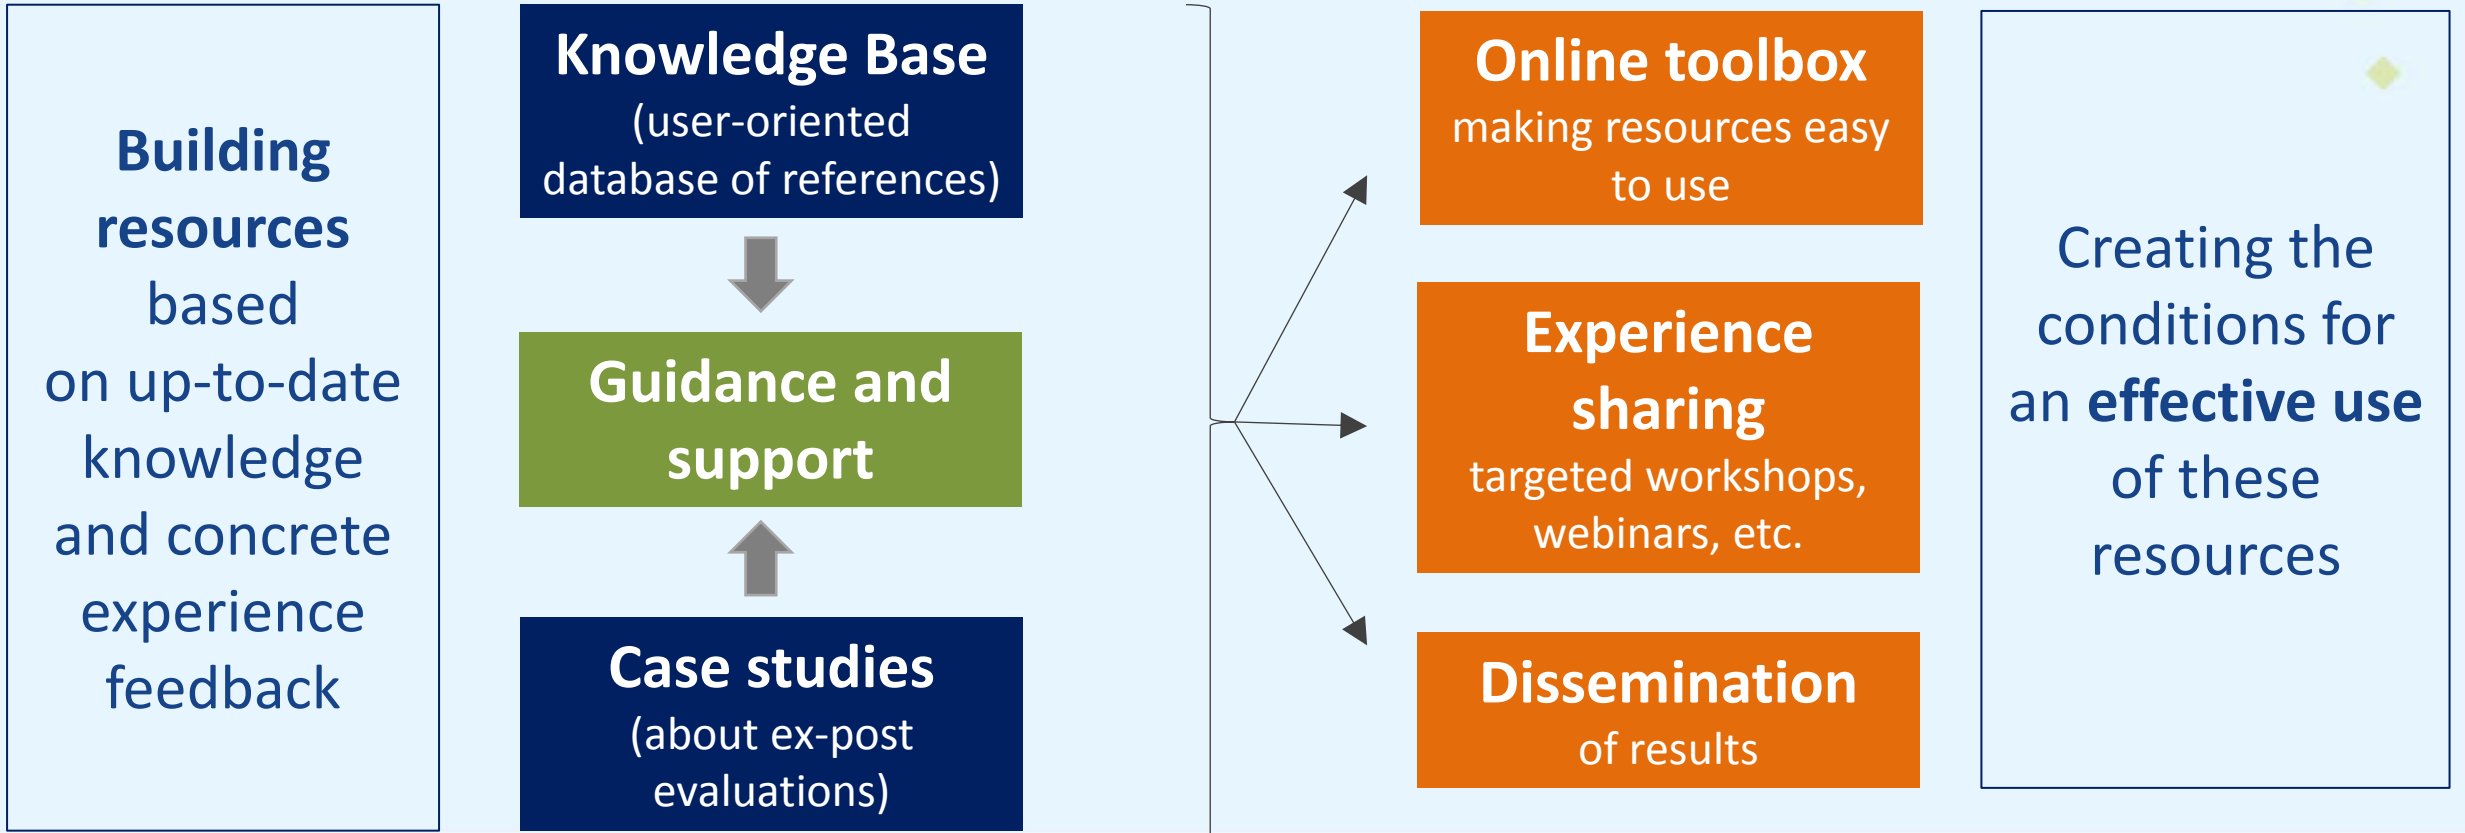 Building
resources
based
on up-to-date
knowledge
and concrete
experience
feedback
Knowledge Base
(user-oriented
database of references)
Guidance and
support
Case studies
(about ex-post
evaluations)
Online toolbox
making resources easy
to use
Experience
sharing
targeted workshops,
webinars, etc.
Dissemination
of results
Creating the
conditions for
an effective use
of these
resources